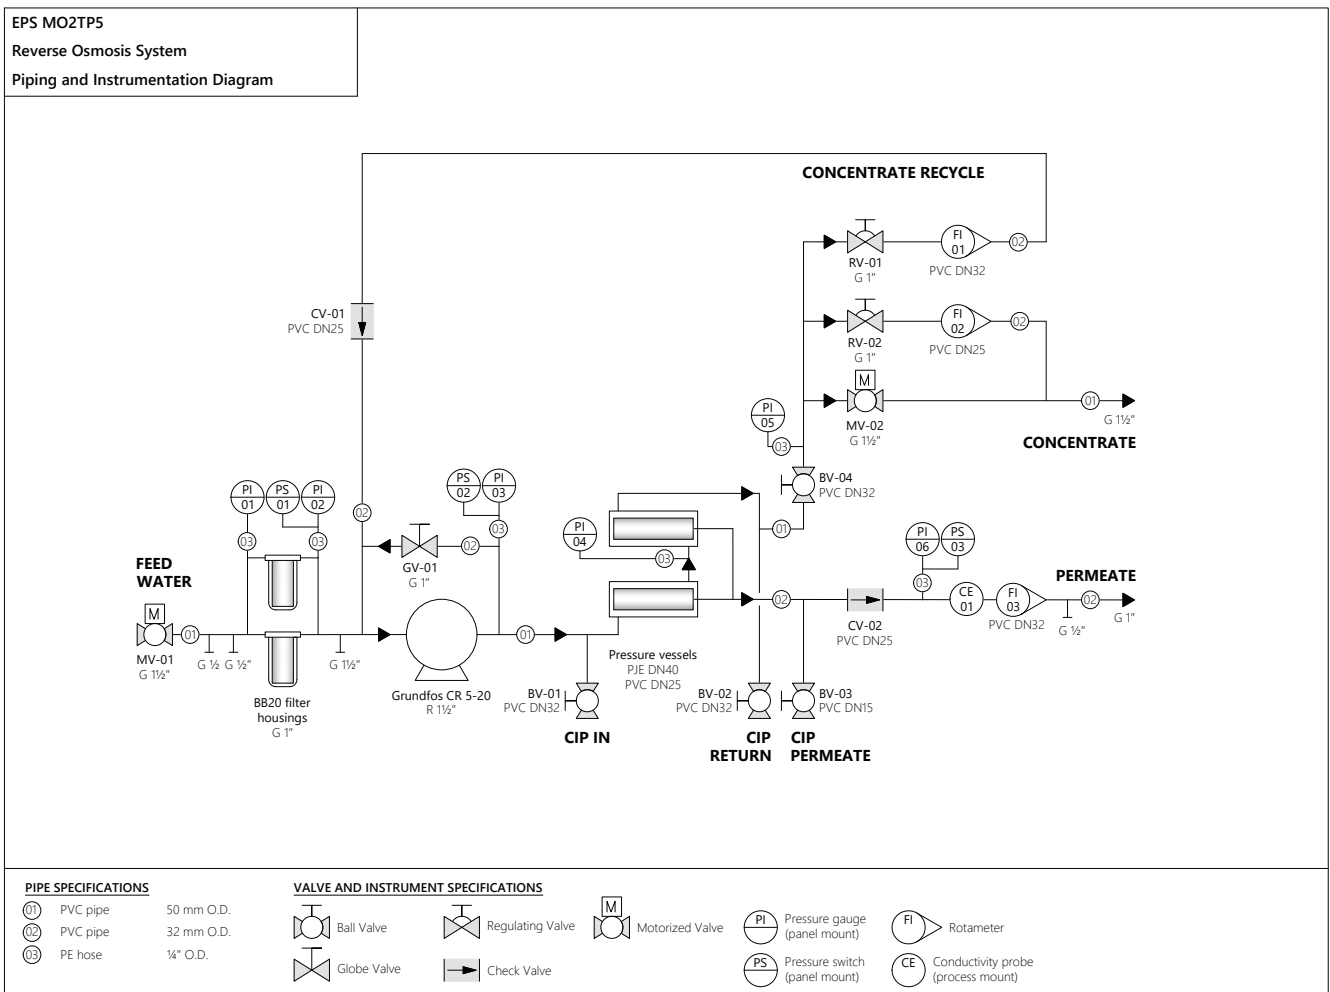 EPS MO2TP5
Reverse Osmosis System
Piping and Instrumentation Diagram
CONCENTRATE RECYCLE
FI
01
02
RV-01
G 1"
PVC DN32
CV-01
PVC DN25
FI
02
02
RV-02
G 1"
PVC DN25
M
MV-02
G 1½"
01
G 1½"
CONCENTRATE
PI
05
03
BV-04
PVC DN32
01
PI
01
PS
01
PI
02
03
03
02
PS
02
PI
03
03
02
GV-01
G 1"
PI
04
03
PI
06
PS
03
03
FEED
WATER
M
MV-01
G 1½"
01
G ½
G ½"
G 1½"
BB20 filter
housings
G 1"
Grundfos CR 5-20
R 1½"
01
Pressure vessels
PJE DN40
PVC DN25
02
CV-02
PVC DN25
CE
01
FI
03
PVC DN32
G ½"
02
G 1"
PERMEATE
BV-01
PVC DN32
CIP IN
BV-02
PVC DN32
CIP
RETURN
BV-03
PVC DN15
CIP
PERMEATE
PIPE SPECIFICATIONS
01 PVC pipe 50 mm O.D.
02 PVC pipe 32 mm O.D.
03 PE hose ¼" O.D.
VALVE AND INSTRUMENT SPECIFICATIONS
Ball Valve
Globe Valve
Regulating Valve
Check Valve
M
Motorized Valve
PI
Pressure gauge
(panel mount)
PS
Pressure switch
(panel mount)
FI
Rotameter
CE
Conductivity probe
(process mount)